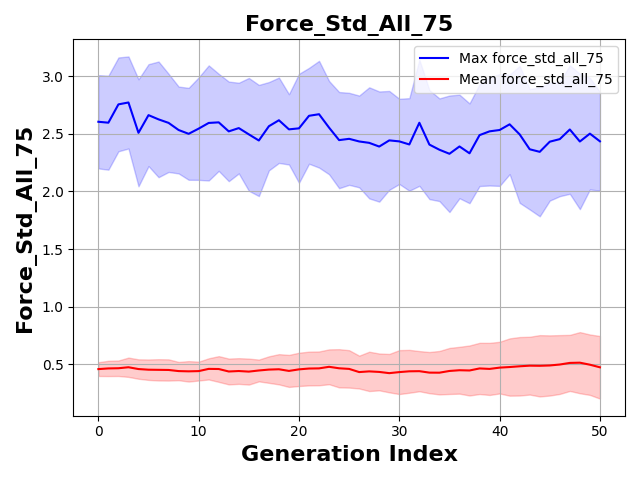 Force_Std_All_75
Max force_std_all_75
Mean force_std_all_75
Force_Std_All_75
3.0
2.5
2.0
1.5
1.0
0.5
0 10 20 30 40 50
Generation Index